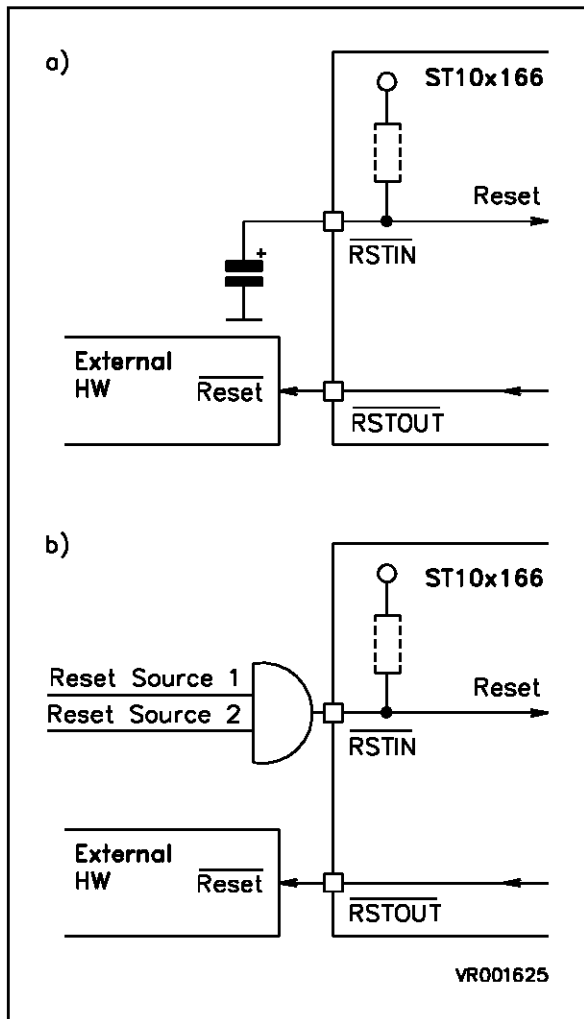 a)
ST10x166
Reset
+
RSTIN
External
HW
Reset
RSTOUT
b)
ST10x166
Reset Source 1
Reset Source 2
Reset
RSTIN
External
HW
Reset
RSTOUT
VR001625